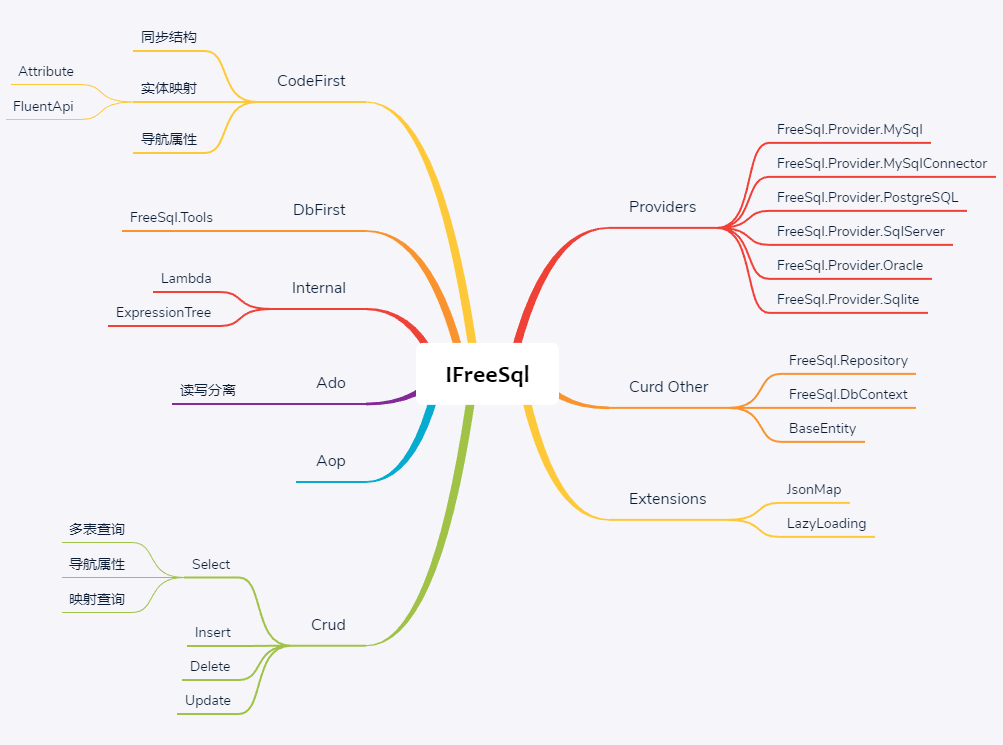 IFreeSql
CodeFirst
同步结构
实体映射
Attribute
FluentApi
导航属性
DbFirst
FreeSql.Tools
Internal
Lambda
ExpressionTree
Ado
读写分离
Aop
Crud
Select
多表查询
导航属性
映射查询
Insert
Delete
Update
Providers
FreeSql.Provider.MySql
FreeSql.Provider.MySqlConnector
FreeSql.Provider.PostgreSQL
FreeSql.Provider.SqlServer
FreeSql.Provider.Oracle
FreeSql.Provider.Sqlite
Curd Other
FreeSql.Repository
FreeSql.DbContext
BaseEntity
Extensions
JsonMap
LazyLoading